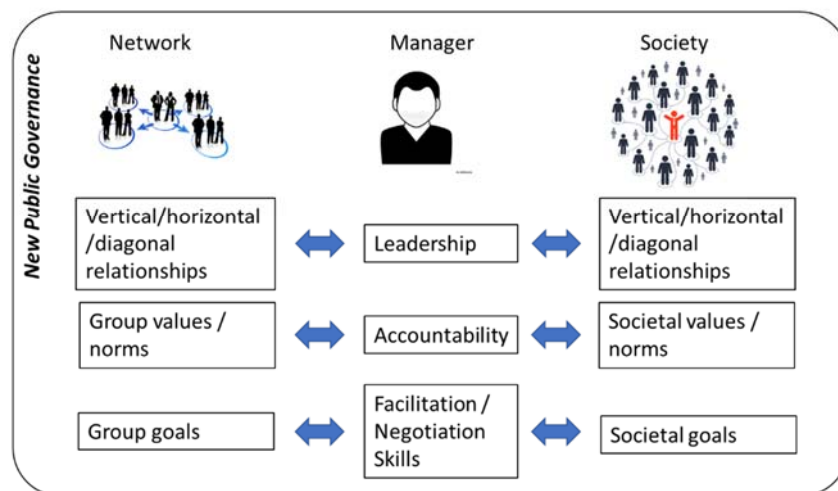 New Public Governance
Network
Manager
Society
Vertical/horizontal
/diagonal
relationships
Leadership
Vertical/horizontal
/diagonal
relationships
Group values /
norms
Accountability
Societal values /
norms
Group goals
Facilitation /
Negotiation
Skills
Societal goals